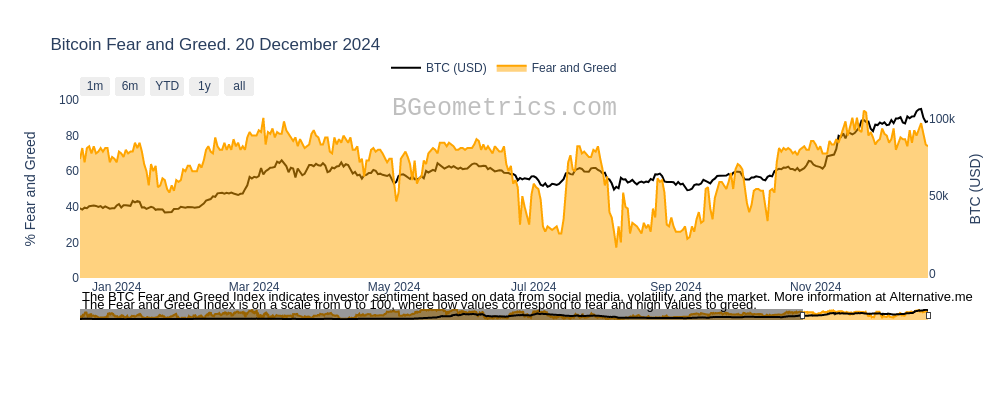 Bitcoin Fear and Greed. 20 December 2024
BTC (USD) Fear and Greed
1m 6m YTD 1y all
BGeometrics.com
100
80
60
40
20
0
% Fear and Greed
100k
50k
0
BTC (USD)
Jan 2024 Mar 2024 May 2024 Jul 2024 Sep 2024 Nov 2024
The BTC Fear and Greed Index indicates investor sentiment based on data from social media, volatility, and the market. More information at Alternative.me
The Fear and Greed Index is on a scale from 0 to 100, where low values correspond to fear and high values to greed.